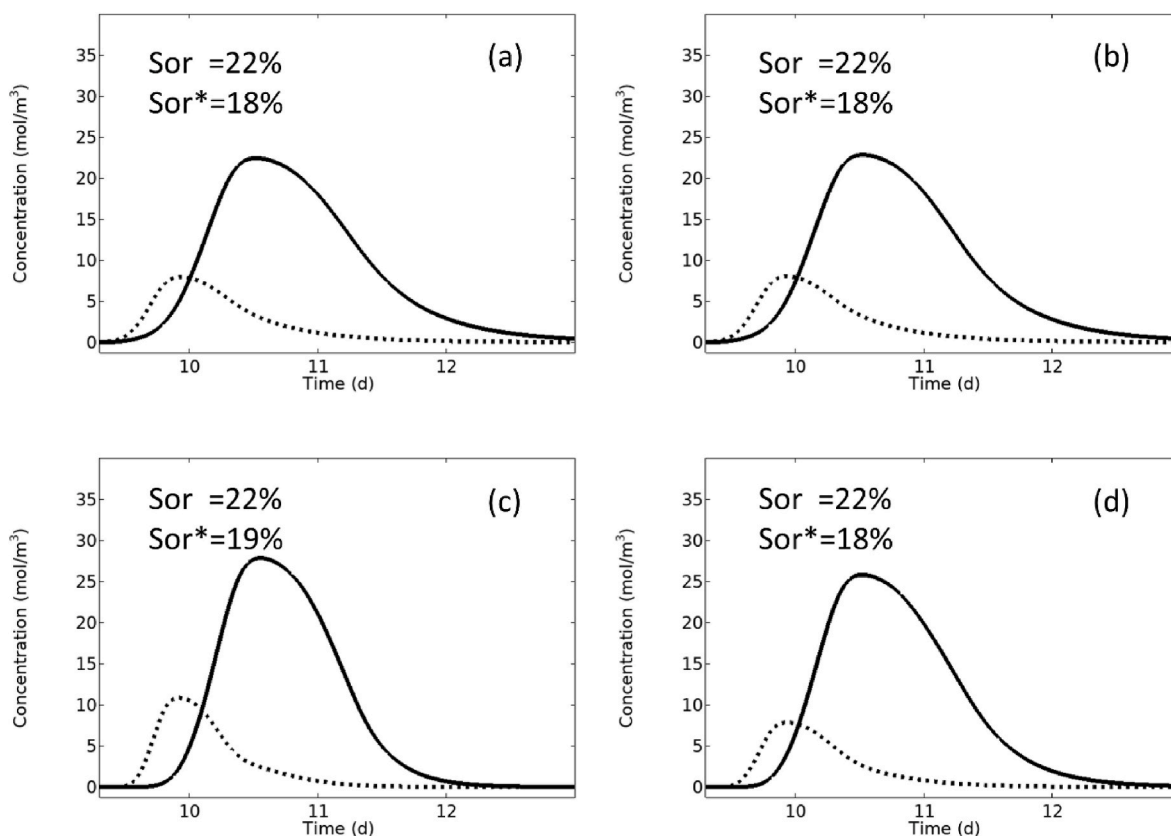 (a)
Sor =22%
Sor*=18%
Concentration (mol/m³)
35
30
25
20
15
10
5
0
10 11 12
Time (d)
(b)
Sor =22%
Sor*=18%
Concentration (mol/m³)
35
30
25
20
15
10
5
0
10 11 12
Time (d)
(c)
Sor =22%
Sor*=19%
Concentration (mol/m³)
35
30
25
20
15
10
5
0
10 11 12
Time (d)
(d)
Sor =22%
Sor*=18%
Concentration (mol/m³)
35
30
25
20
15
10
5
0
10 11 12
Time (d)